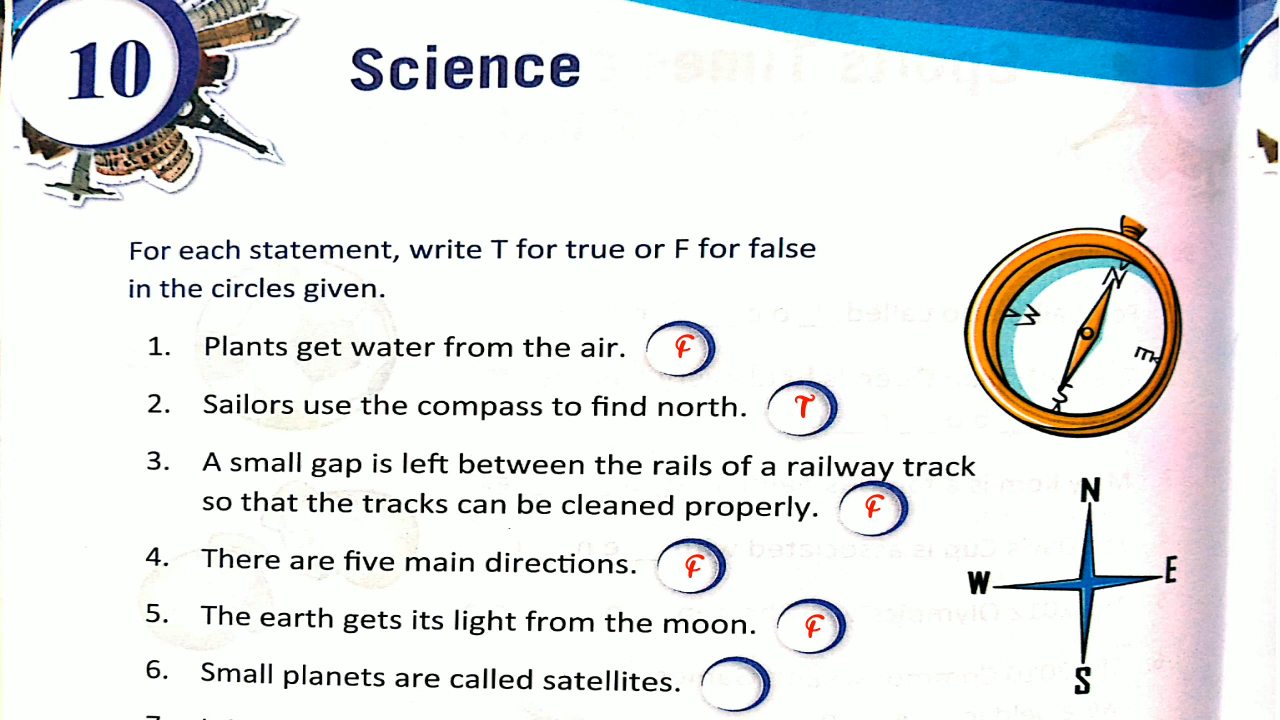 10
Science
For each statement, write T for true or F for false
in the circles given.
1. Plants get water from the air. F
2. Sailors use the compass to find north. T
3. A small gap is left between the rails of a railway track
so that the tracks can be cleaned properly. F
4. There are five main directions. F
5. The earth gets its light from the moon. F
6. Small planets are called satellites.
N
W
E
S
N
W
E
S